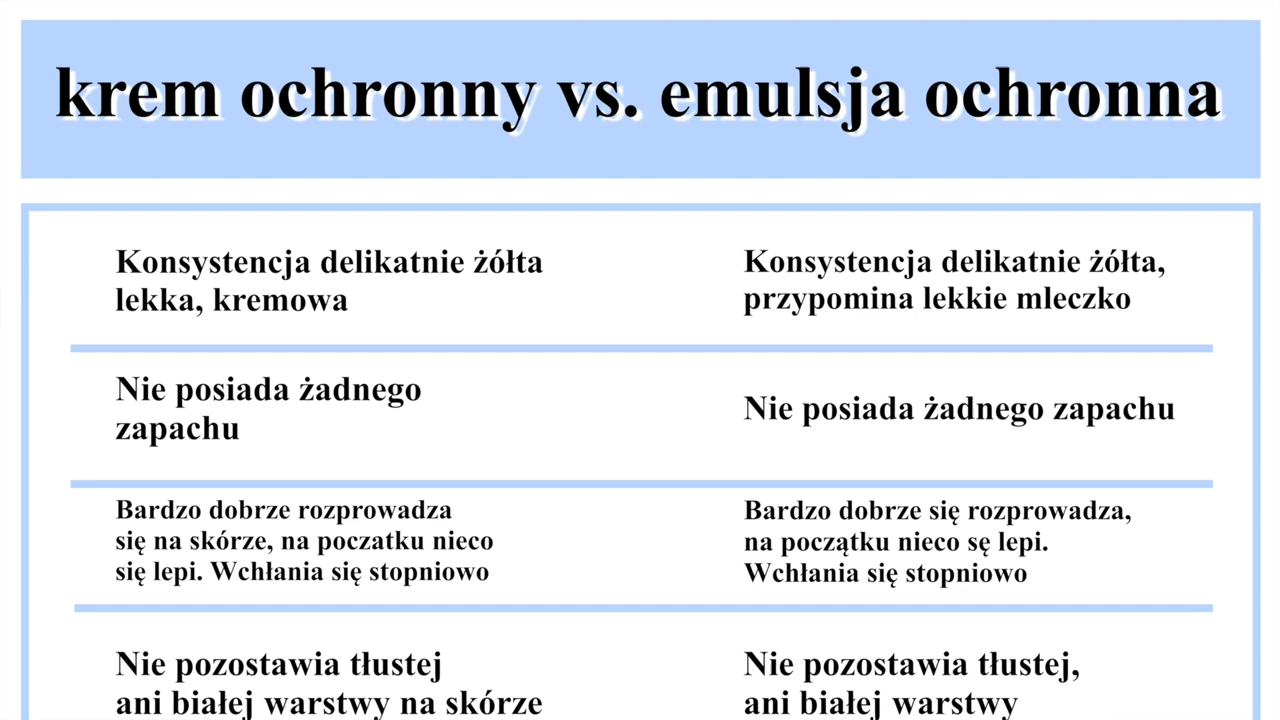 krem ochronny vs. emulsja ochronna
Konsystencja delikatnie żółta
lekka, kremowa
Konsystencja delikatnie żółta,
przypomina lekkie mleczko
Nie posiada żadnego
zapachu
Nie posiada żadnego zapachu
Bardzo dobrze rozprowadza
się na skórze, na poczatku nieco
się lepi. Wchłania się stopniowo
Bardzo dobrze się rozprowadza,
na początku nieco sę lepi.
Wchłania się stopniowo
Nie pozostawia tłustej
ani białej warstwy na skórze
Nie pozostawia tłustej,
ani białej warstwy